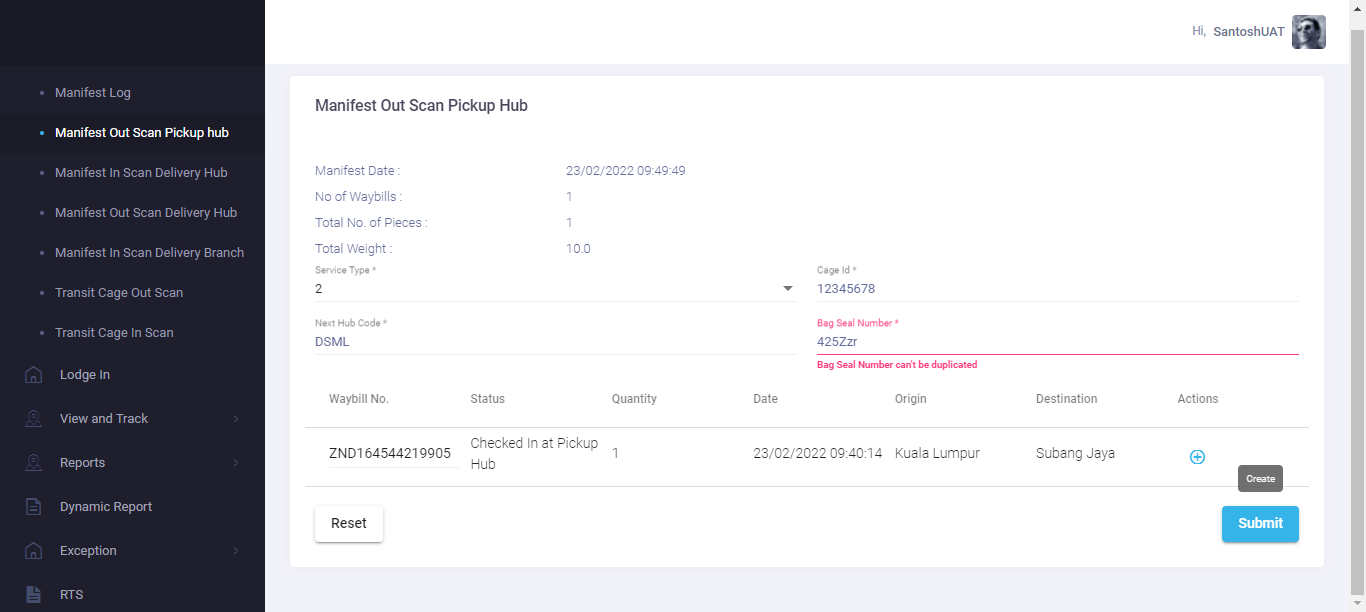 Hi, SantoshUAT
Manifest Log
Manifest Out Scan Pickup hub
Manifest In Scan Delivery Hub
Manifest Out Scan Delivery Hub
Manifest In Scan Delivery Branch
Transit Cage Out Scan
Transit Cage In Scan
Lodge In
View and Track
Reports
Dynamic Report
Exception
RTS
Manifest Out Scan Pickup Hub
Manifest Date : 23/02/2022 09:49:49
No of Waybills : 1
Total No. of Pieces : 1
Total Weight : 10.0
Service Type * Cage Id *
2 12345678
Next Hub Code * Bag Seal Number *
DSML 425Zzr
Bag Seal Number can't be duplicated
Waybill No. Status Quantity Date Origin Destination Actions
ZND164544219905 Checked In at Pickup Hub 1 23/02/2022 09:40:14 Kuala Lumpur Subang Jaya
Create
Reset Submit